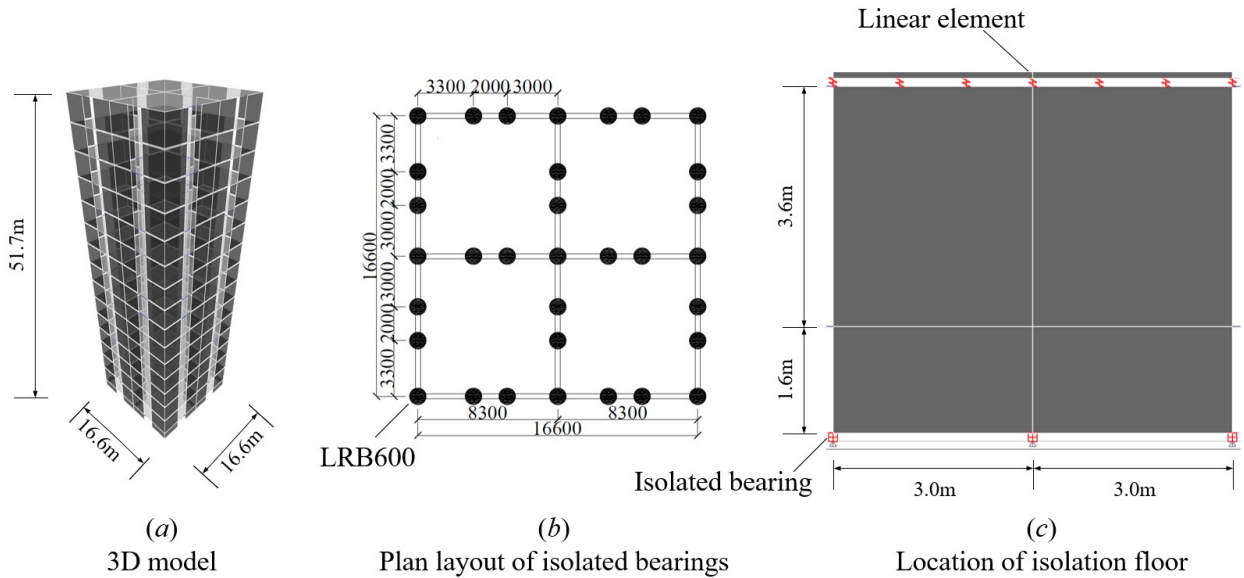 Linear element
51.7m
16.6m
16.6m
3300 2000 3000
3300
2000
3000
16600
3000
2000
3300
8300 8300
16600
LRB600
3.6m
1.6m
Isolated bearing
3.0m 3.0m
(a)
3D model
(b)
Plan layout of isolated bearings
(c)
Location of isolation floor